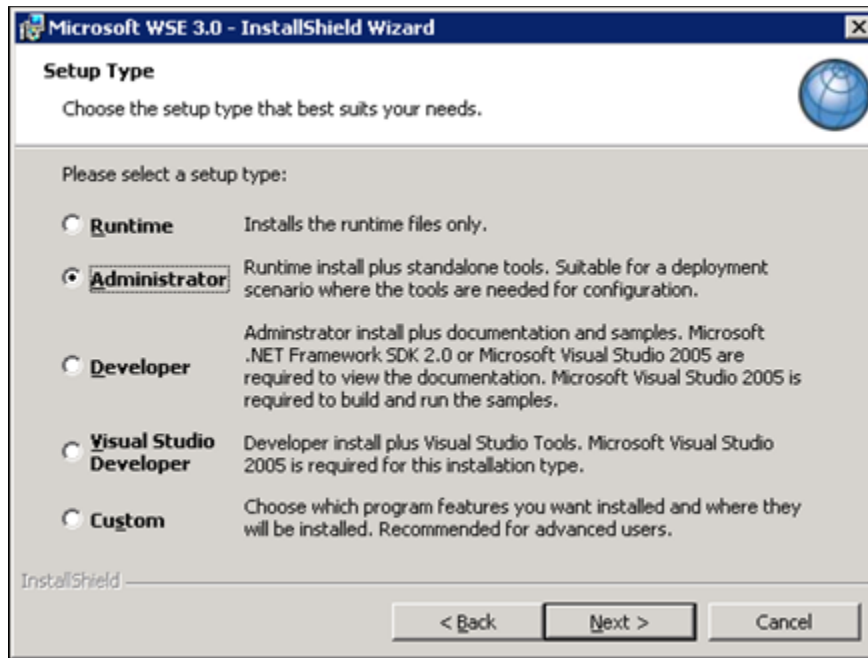 Microsoft WSE 3.0 - InstallShield Wizard
Setup Type
Choose the setup type that best suits your needs.
Please select a setup type:
Runtime
Installs the runtime files only.
Administrator
Runtime install plus standalone tools. Suitable for a deployment
scenario where the tools are needed for configuration.
Developer
Adminstrator install plus documentation and samples. Microsoft
.NET Framework SDK 2.0 or Microsoft Visual Studio 2005 are
required to view the documentation. Microsoft Visual Studio 2005 is
required to build and run the samples.
Visual Studio
Developer
Developer install plus Visual Studio Tools. Microsoft Visual Studio
2005 is required for this installation type.
Custom
Choose which program features you want installed and where they
will be installed. Recommended for advanced users.
InstallShield
< Back
Next >
Cancel